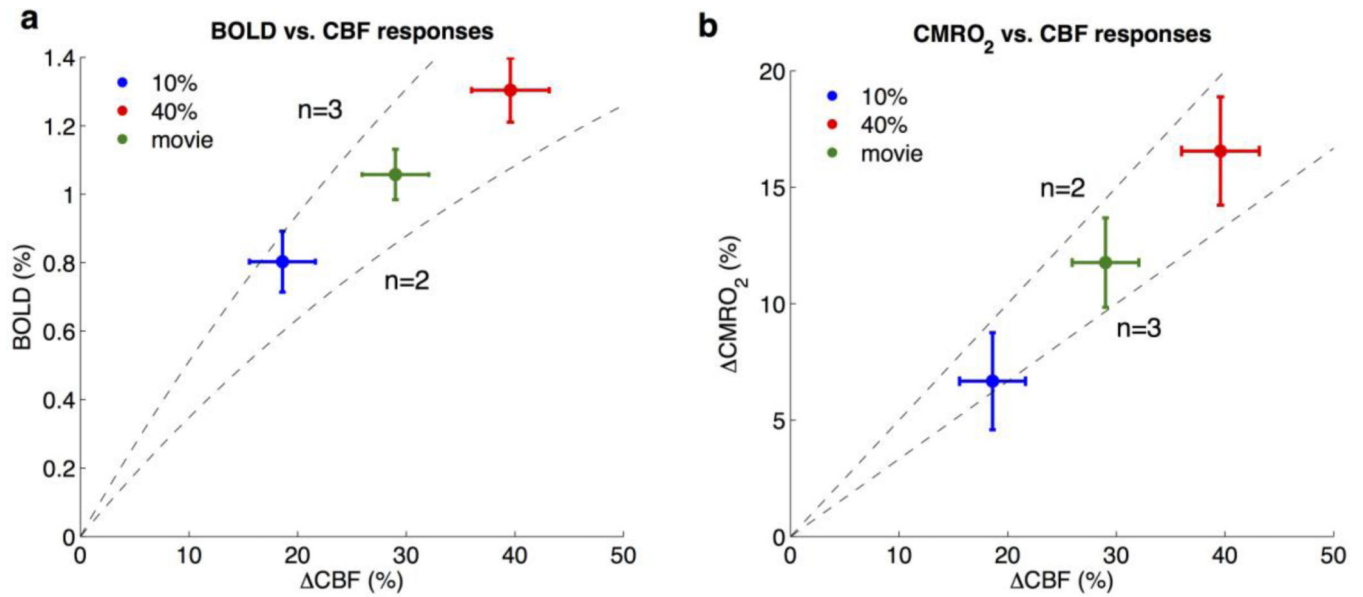 a
BOLD vs. CBF responses
1.4
1.2
1
0.8
0.6
0.4
0.2
0
BOLD (%)
10%
40%
movie
n=3
n=2
0 10 20 30 40 50
ΔCBF (%)
b
CMRO₂ vs. CBF responses
20
15
10
5
0
ΔCMRO₂ (%)
10%
40%
movie
n=2
n=3
0 10 20 30 40 50
ΔCBF (%)